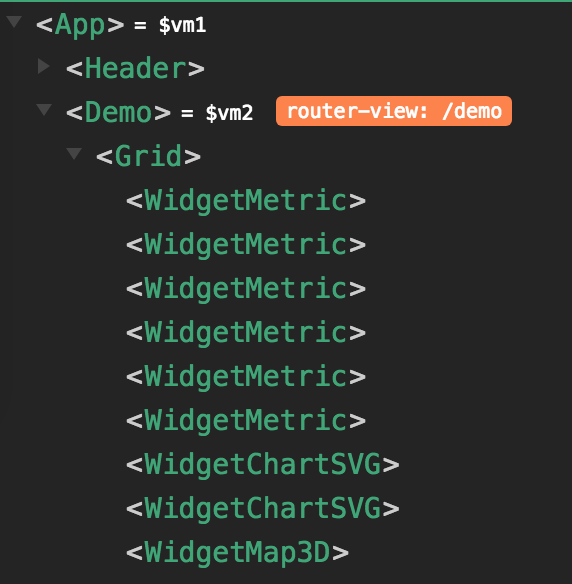 <App> = $vm1
<Header>
<Demo> = $vm2 router-view: /demo
<Grid>
<WidgetMetric>
<WidgetMetric>
<WidgetMetric>
<WidgetMetric>
<WidgetMetric>
<WidgetMetric>
<WidgetChartSVG>
<WidgetChartSVG>
<WidgetMap3D>